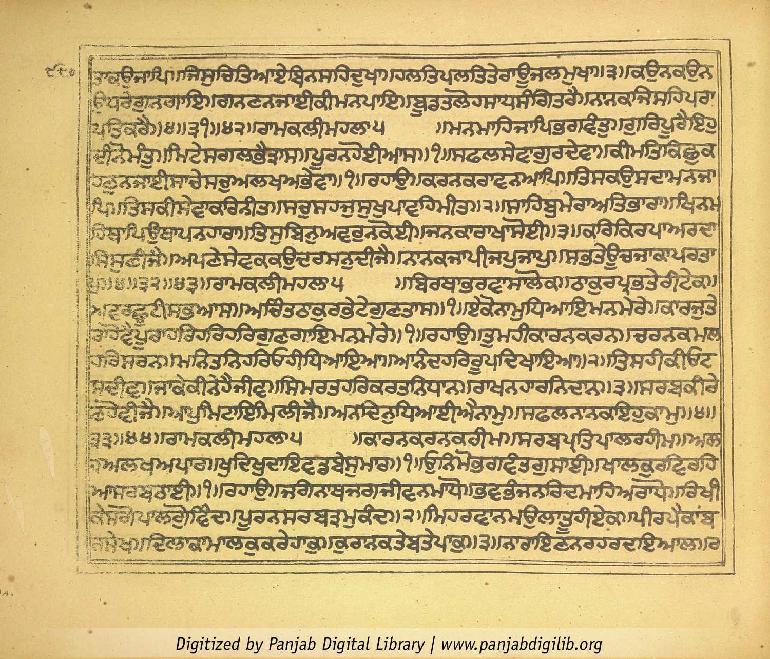 ੮੯੦
ਤਾਕਉਜਾਪਿ॥ਜਿਸੁਚਿਤਿਆਏਬਿਨਸਹਿਦੁਖਾ॥ਹਲਤਿਪਲਤਿਤੇਰਾਊਜਲਮੁਖਾ॥੩॥ਕਉਨਕਉਨ
ਉਧਰੇਗੁਨਗਾਇ॥ਗਨਣੁਨਜਾਈਕੀਮਨਪਾਇ॥ਬੂਡਤਲੋਹਸਾਧਸੰਗਿਤਰੈ॥ਨਾਨਕਜਿਸਹਿਪਰਾ
ਪਤਿਕਰੈ॥੪॥੩੧॥੪੨॥ਰਾਮਕਲੀਮਹਲਾ੫ ॥ਮਨਮਾਹਿਜਾਪਿਭਗਵੰਤੁ॥ਗੁਰਿਪੂਰੈਇਹੁ
ਦੀਨੋਮੰਤੁ॥ਮਿਟੇਸਗਲਭੈਤ੍ਰਾਸ॥ਪੂਰਨਹੋਈਆਸ॥੧॥ਸਫਲਸੇਵਾਗੁਰਦੇਵਾ॥ਕੀਮਤਿਕਿਛੁਕ
ਹਣੁਨਜਾਈਸਾਚੇਸਚੁਅਲਖਅਭੇਵਾ॥੧॥ਰਹਾਉ॥ਕਰਨਕਰਾਵਨਆਪਿ॥ਤਿਸਕਉਸਦਾਮਨਜਾ
ਪਿ॥ਤਿਸਕੀਸੇਵਾਕਰਿਨੀਤ॥ਸਚੁਸਹਜੁਸੁਖੁਪਾਵਹਿਮੀਤ॥੨॥ਸਾਹਿਬੁਮੇਰਾਅਤਿਭਾਰਾ॥ਖਿਨਮ
ਹਿਥਾਪਿਉਥਾਪਨਹਾਰਾ॥ਤਿਸੁਬਿਨੁਅਵਰੁਨਕੋਈ॥ਜਨਕਾਰਾਖਾਸੋਈ॥੩॥ਕਰਿਕਿਰਪਾਅਰਦਾ
ਸਿਸੁਣੀਜੈ॥ਅਪਣੇਸੇਵਕਕਉਦਰਸਨੁਦੀਜੈ॥ਨਾਨਕਜਾਪੀਜਪੁਜਾਪੁ॥ਸਭਤੇਊਚਜਾਕਾਪਰਤਾ
ਪੁ॥੪॥੩੨॥੪੩॥ਰਾਮਕਲੀਮਹਲਾ੫ ॥ਬਿਰਥਾਭਰਵਾਸਾਲੋਕ॥ਠਾਕੁਰਪ੍ਰਭਤੇਰੀਟੇਕ॥
ਅਵਰਛੂਟੀਸਭਆਸ॥ਅਚਿੰਤਠਾਕੁਰਭੇਟੇਗੁਣਤਾਸ॥੧॥ਏਕੋਨਾਮੁਧਿਆਇਮਨਮੇਰੇ॥ਕਾਰਜੁਤੇ
ਰਾਹੋਵੈਪੂਰਾਹਰਿਹਰਿਹਰਿਗੁਣਗਾਇਮਨਮੇਰੇ॥੧॥ਰਹਾਉ॥ਤੁਮਹੀਕਾਰਨਕਰਨ॥ਚਰਨਕਮਲ
ਹਰਿਸਰਨ॥ਮਨਿਤਨਿਹਰਿਓਹੀਧਿਆਇਆ॥ਆਨੰਦਹਰਿਰੂਪਦਿਖਾਇਆ॥੨॥ਤਿਸਹੀਕੀਓਟ
ਸਦੀਵ॥ਜਾਕੇਕੀਨੇਹੈਜੀਵ॥ਸਿਮਰਤਹਰਿਕਰਤਨਿਧਾਨ॥ਰਾਖਨਹਾਰਨਿਦਾਨ॥੩॥ਸਰਬਕੀਰੇ
ਣਹੋਵੀਜੈ॥ਆਪੁਮਿਟਾਇਮਿਲੀਜੈ॥ਅਨਦਿਨੁਧਿਆਈਐਨਾਮੁ॥ਸਫਲਨਾਨਕਇਹੁਕਾਮੁ॥੪॥
੩੩॥੪੪॥ਰਾਮਕਲੀਮਹਲਾ੫ ॥ਕਾਰਨਕਰਨਕਰੀਮ॥ਸਰਬਪ੍ਰਤਿਪਾਲਰਹੀਮ॥ਅਲ
ਹਅਲਖਅਪਾਰ॥ਖੁਦਿਖੁਦਾਇਵਡਬੇਸੁਮਾਰ॥੧॥ਓੁਨਮੋਭਗਵੰਤਗੁਸਾਈ॥ਖਾਲਕੁਰਵਿਰਹਿ
ਆਸਰਬਠਾਈ॥੧॥ਰਹਾਉ॥ਜਗੰਨਾਥਜਗਜੀਵਨਮਾਧੋ॥ਭਉਭੰਜਨਰਿਦਮਾਹਿਅਰਾਧੋ॥ਰਿਖੀ
ਕੇਸਗੋਪਾਲਗੋੁਵਿੰਦ॥ਪੂਰਨਸਰਬਤ੍ਰਮੁਕੰਦ॥੨॥ਮਿਹਰਵਾਨਮਉਲਾਤੂਹੀਏਕ॥ਪੀਰਪੈਕਾਂਬ
ਰਸੇਖ॥ਦਿਲਾਕਾਮਾਲਕੁਕਰੇਹਾਕੁ॥ਕੁਰਾਨਕਤੇਬਤੇਪਾਕੁ॥੩॥ਨਾਰਾਇਣਨਰਹਰਦਇਆਲ॥ਰ
Digitized by Panjab Digital Library | www.panjabdigilib.org